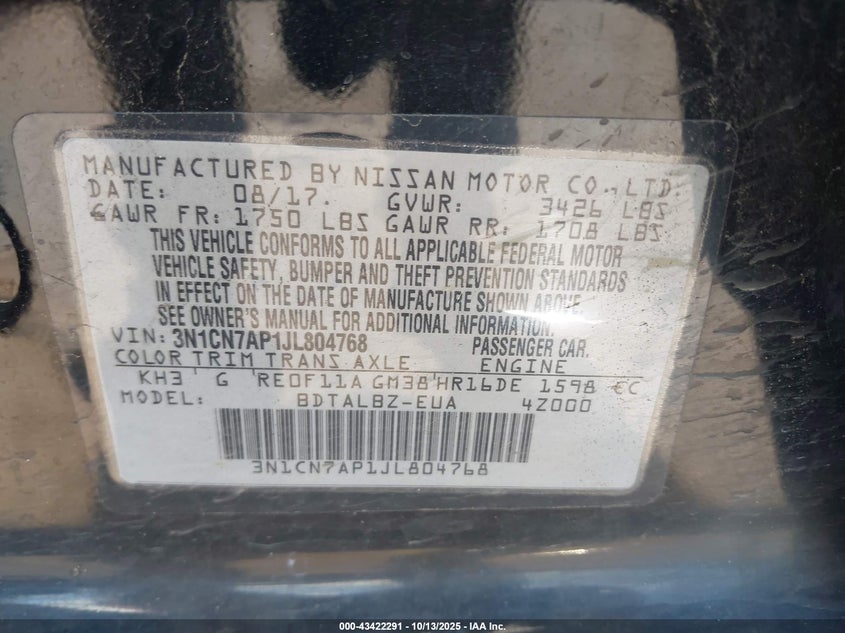 MANUFACTURED BY NISSAN MOTOR CO., LTD.
DATE: 08/17. GVWR: 3426 LBS
GAWR FR: 1750 LBS GAWR RR: 1708 LBS
THIS VEHICLE CONFORMS TO ALL APPLICABLE FEDERAL MOTOR
VEHICLE SAFETY, BUMPER AND THEFT PREVENTION STANDARDS
IN EFFECT ON THE DATE OF MANUFACTURE SHOWN ABOVE.
SEE OWNER'S MANUAL FOR ADDITIONAL INFORMATION.
VIN: 3N1CN7AP1JL804768 PASSENGER CAR.
COLOR TRIM TRANS AXLE ENGINE
KH3 G RE0F11A GM38 HR16DE 1598 CC
MODEL: BDTALBZ-EUA 4Z000
3N1CN7AP1JL804768
000-43422291 - 10/13/2025 - IAA Inc.